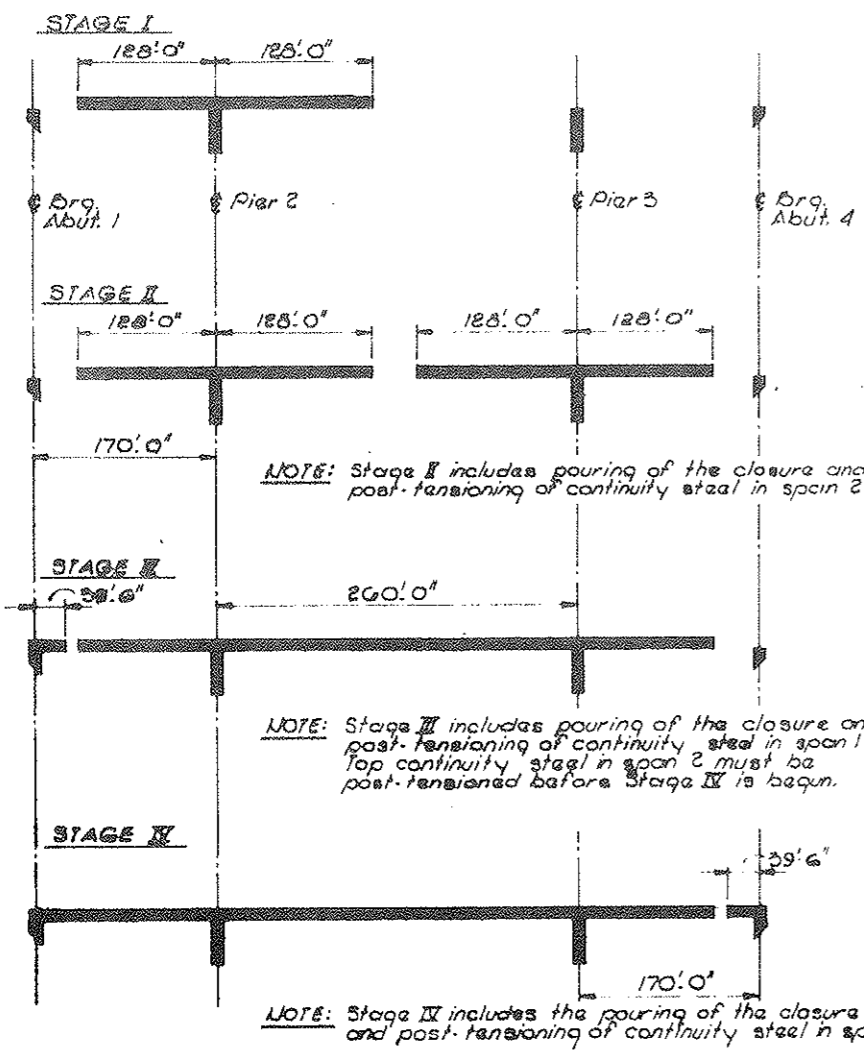 STAGE I
128'-0" 128'-0"
℄ Brg. Abut. 1
℄ Pier 2
℄ Pier 3
℄ Brg. Abut. 4
STAGE II
128'-0" 128'-0" 128'-0" 128'-0"
170'-0"
NOTE: Stage II includes pouring of the closure and
post-tensioning of continuity steel in span 2
STAGE III
39'-6"
260'-0"
NOTE: Stage III includes pouring of the closure an
post-tensioning of continuity steel in span 1
Top continuity steel in span 2 must be
post-tensioned before Stage IV is begun.
STAGE IV
39'-6"
170'-0"
NOTE: Stage IV includes the pouring of the closure
and post-tensioning of continuity steel in sp